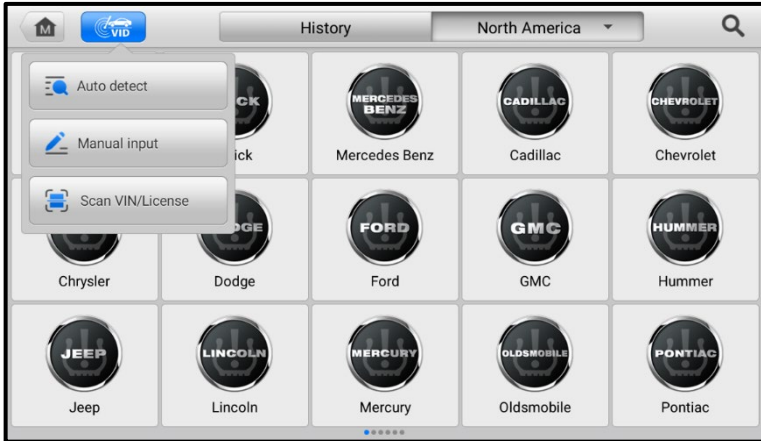 M
VID
History
North America
Auto detect
Manual input
Scan VIN/License
CK
ick
MERCEDES
BENZ
Mercedes Benz
CADILLAC
Cadillac
CHEVROLET
Chevrolet
Chrysler
DGE
Dodge
FORD
Ford
GMC
GMC
HUMMER
Hummer
JEEP
Jeep
LINCOLN
Lincoln
MERCURY
Mercury
OLDSMOBILE
Oldsmobile
PONTIAC
Pontiac